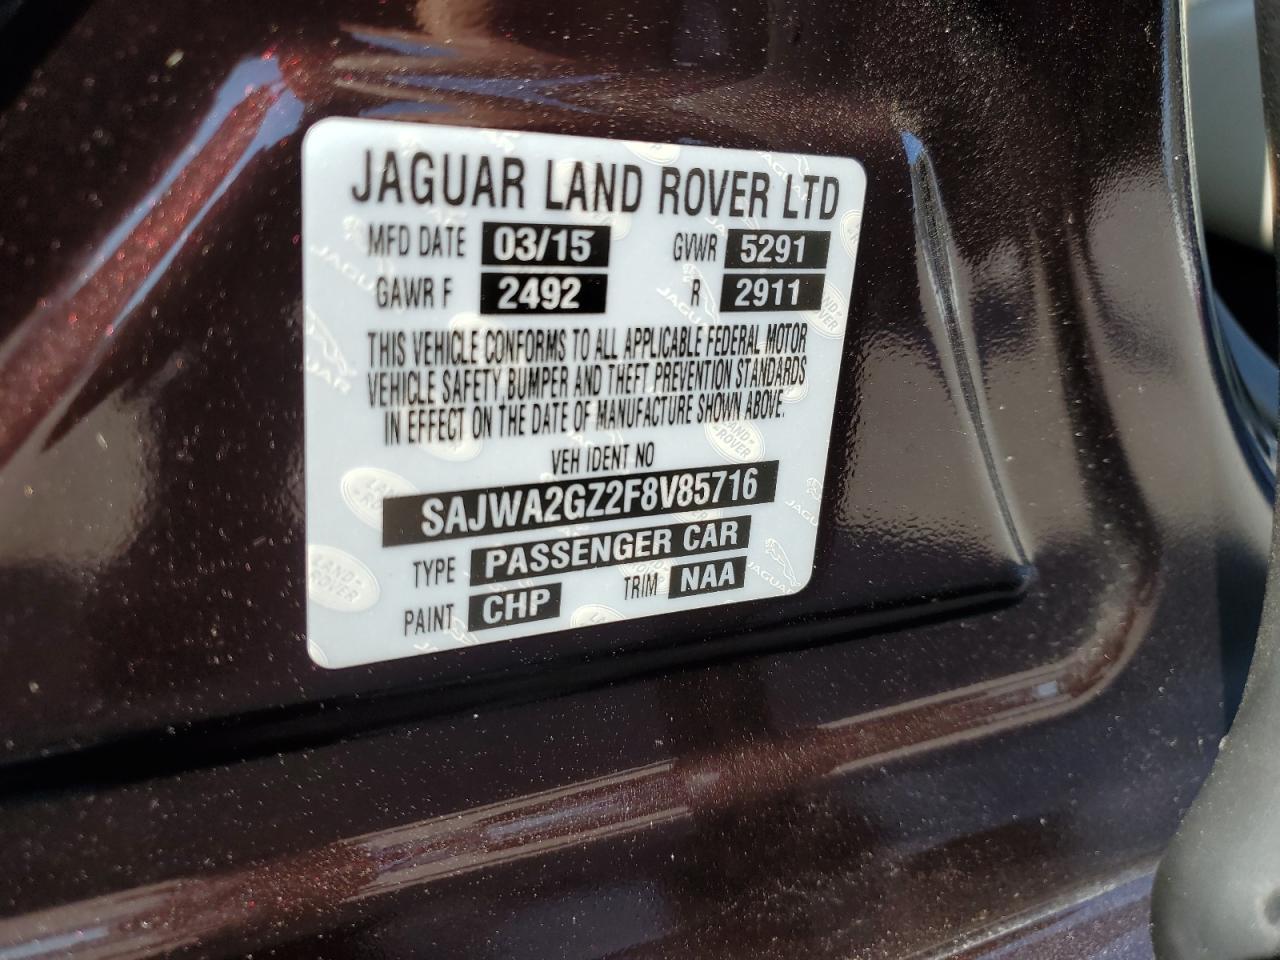 JAGUAR LAND ROVER LTD
MFD DATE 03/15 GVWR 5291
GAWR F 2492 R 2911
THIS VEHICLE CONFORMS TO ALL APPLICABLE FEDERAL MOTOR
VEHICLE SAFETY, BUMPER AND THEFT PREVENTION STANDARDS
IN EFFECT ON THE DATE OF MANUFACTURE SHOWN ABOVE.
VEH IDENT NO
SAJWA2GZ2F8V85716
TYPE PASSENGER CAR
PAINT CHP TRIM NAA